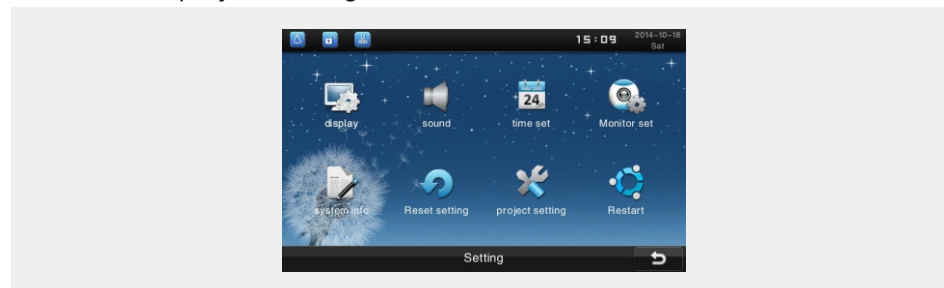 15:09 2014-10-18
Sat
24
display sound time set Monitor set
system info Reset setting project setting Restart
Setting